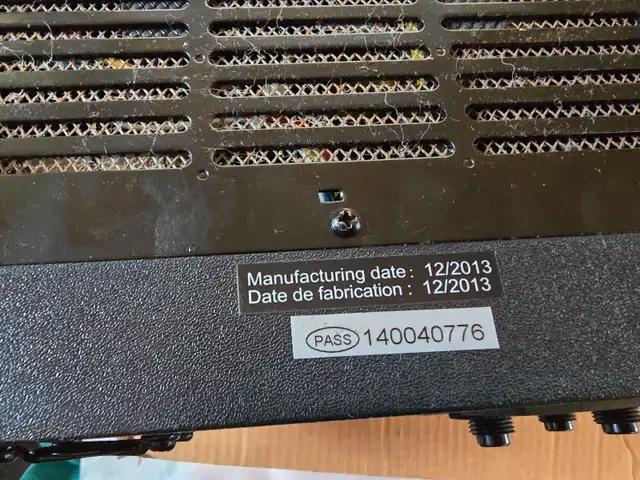 Manufacturing date : 12/2013
Date de fabrication : 12/2013
PASS 140040776